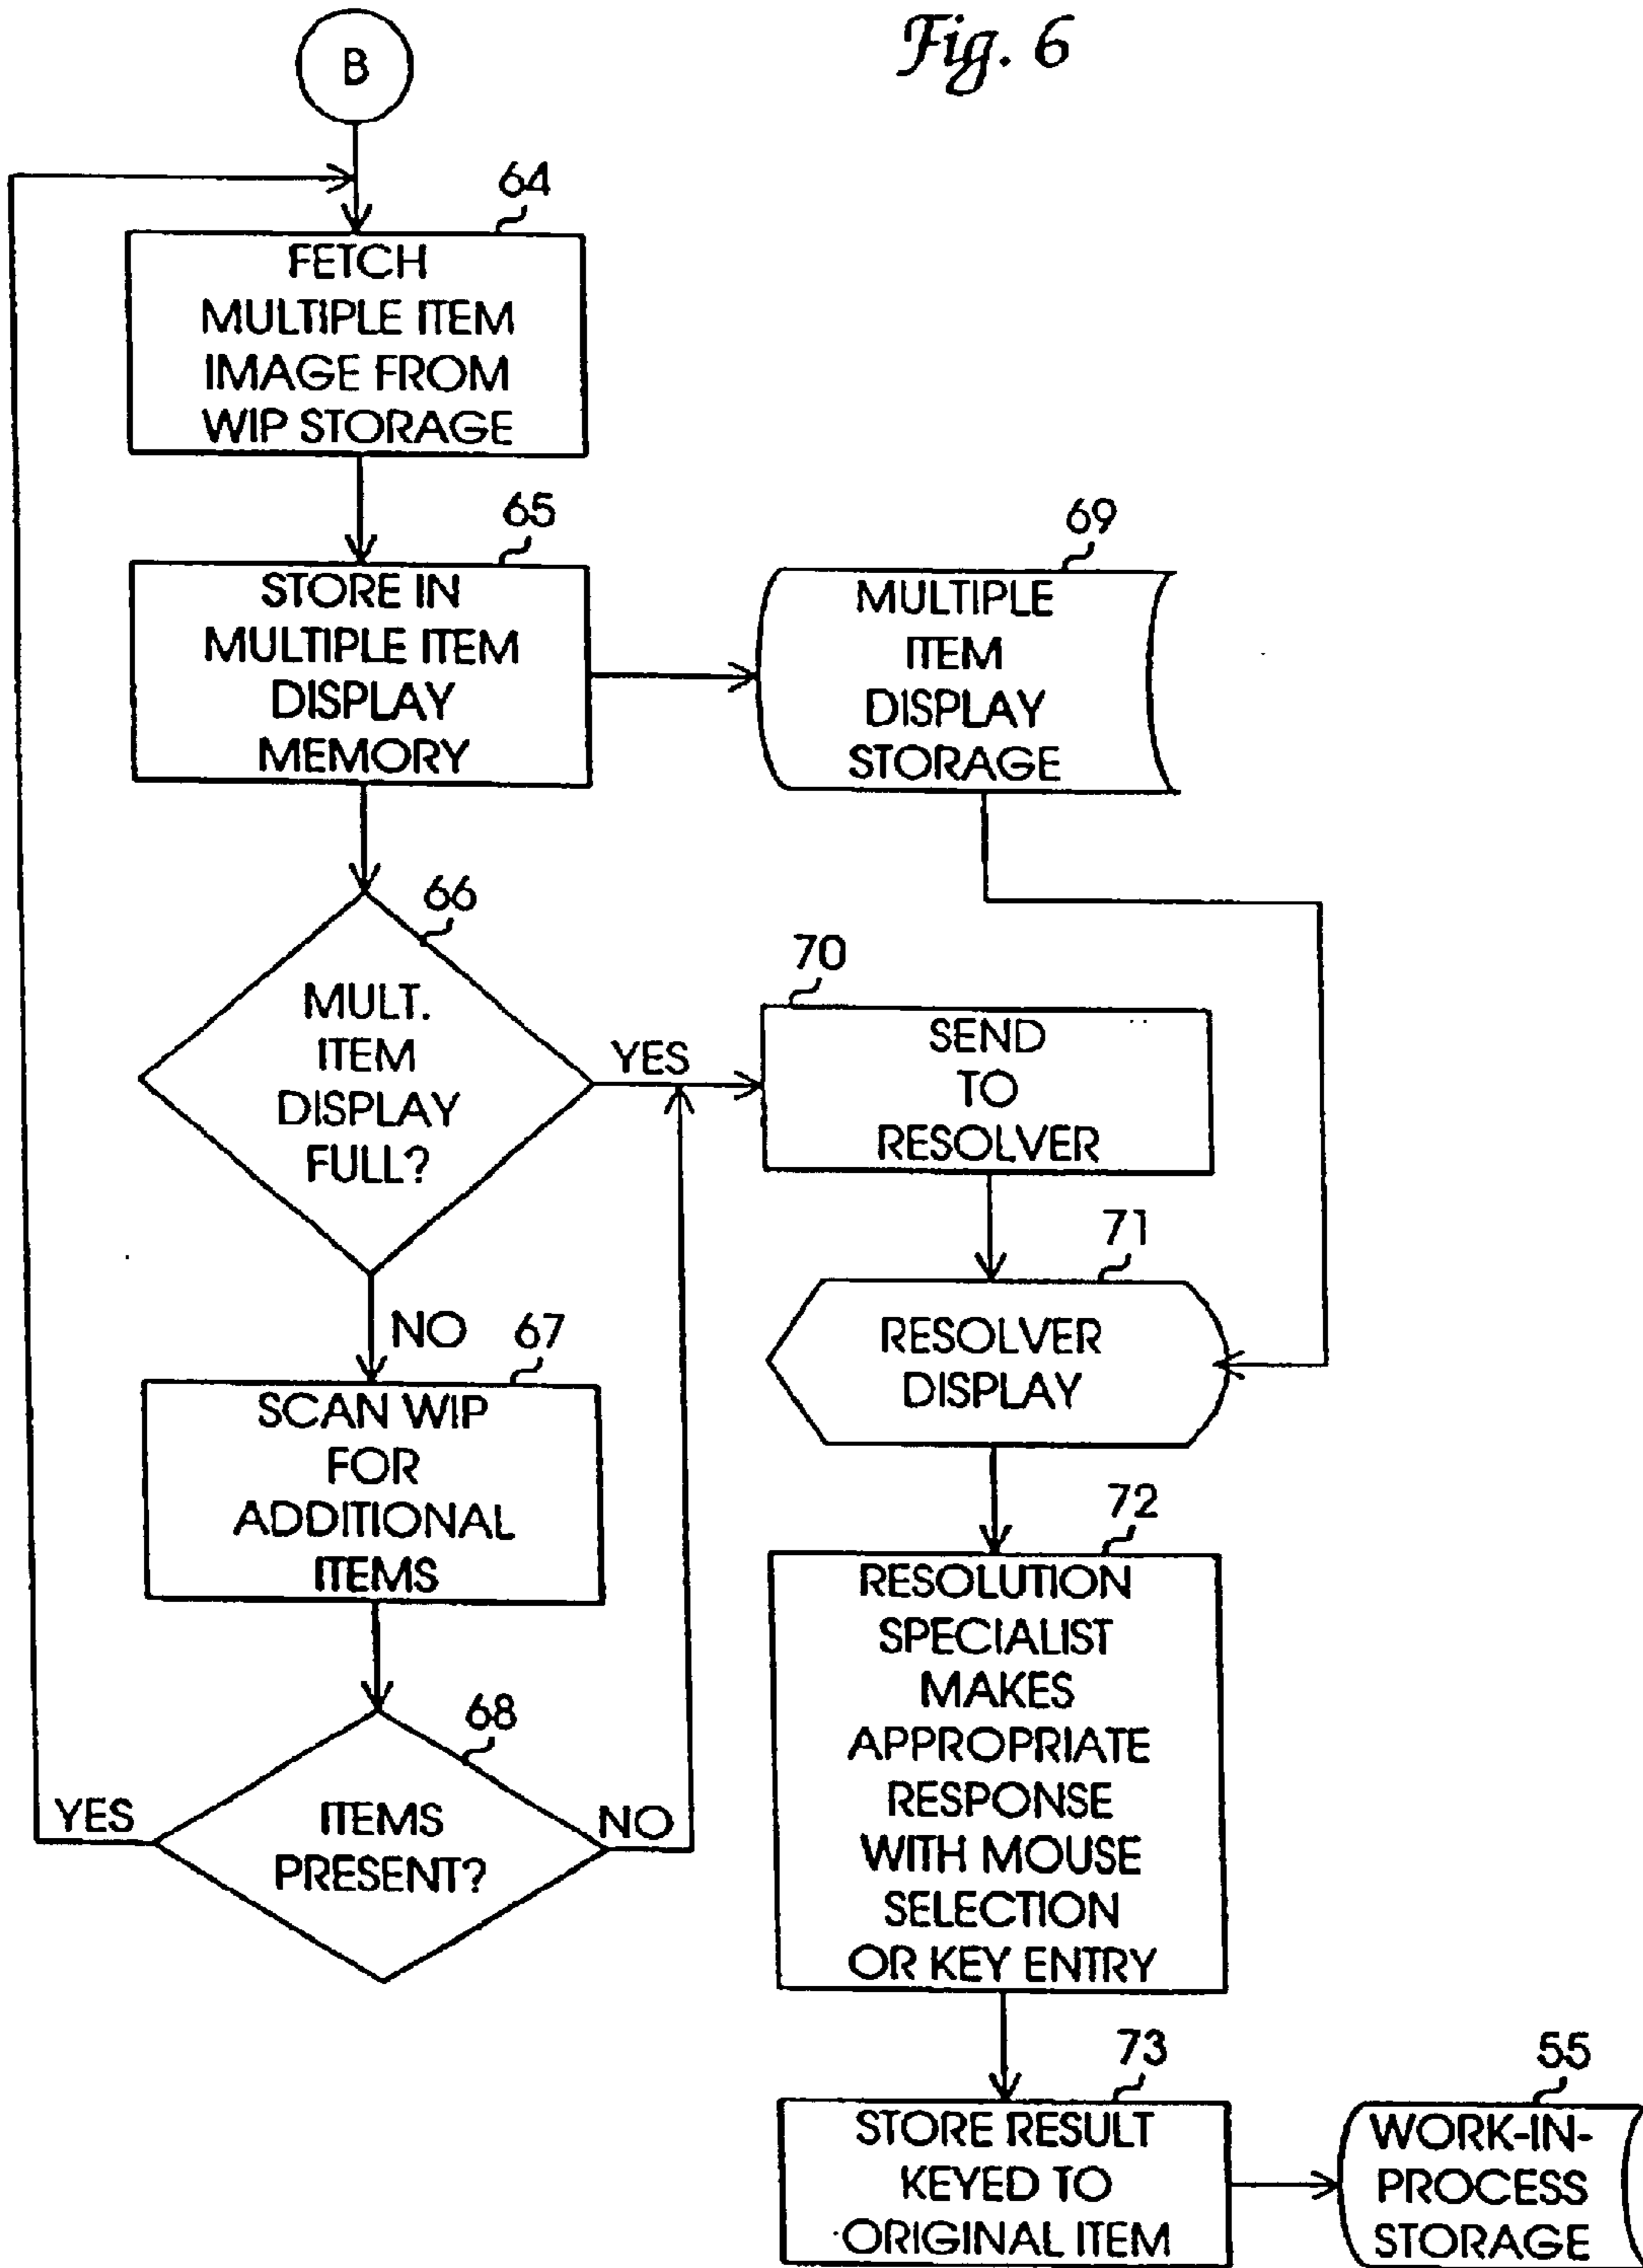 Fig. 6
B
64
FETCH
MULTIPLE ITEM
IMAGE FROM
WIP STORAGE
65
STORE IN
MULTIPLE ITEM
DISPLAY
MEMORY
69
MULTIPLE
ITEM
DISPLAY
STORAGE
66
MULT.
ITEM
DISPLAY
FULL?
YES
NO
67
SCAN WIP
FOR
ADDITIONAL
ITEMS
68
ITEMS
PRESENT?
YES
NO
70
SEND
TO
RESOLVER
71
RESOLVER
DISPLAY
72
RESOLUTION
SPECIALIST
MAKES
APPROPRIATE
RESPONSE
WITH MOUSE
SELECTION
OR KEY ENTRY
73
STORE RESULT
KEYED TO
ORIGINAL ITEM
55
WORK-IN-
PROCESS
STORAGE